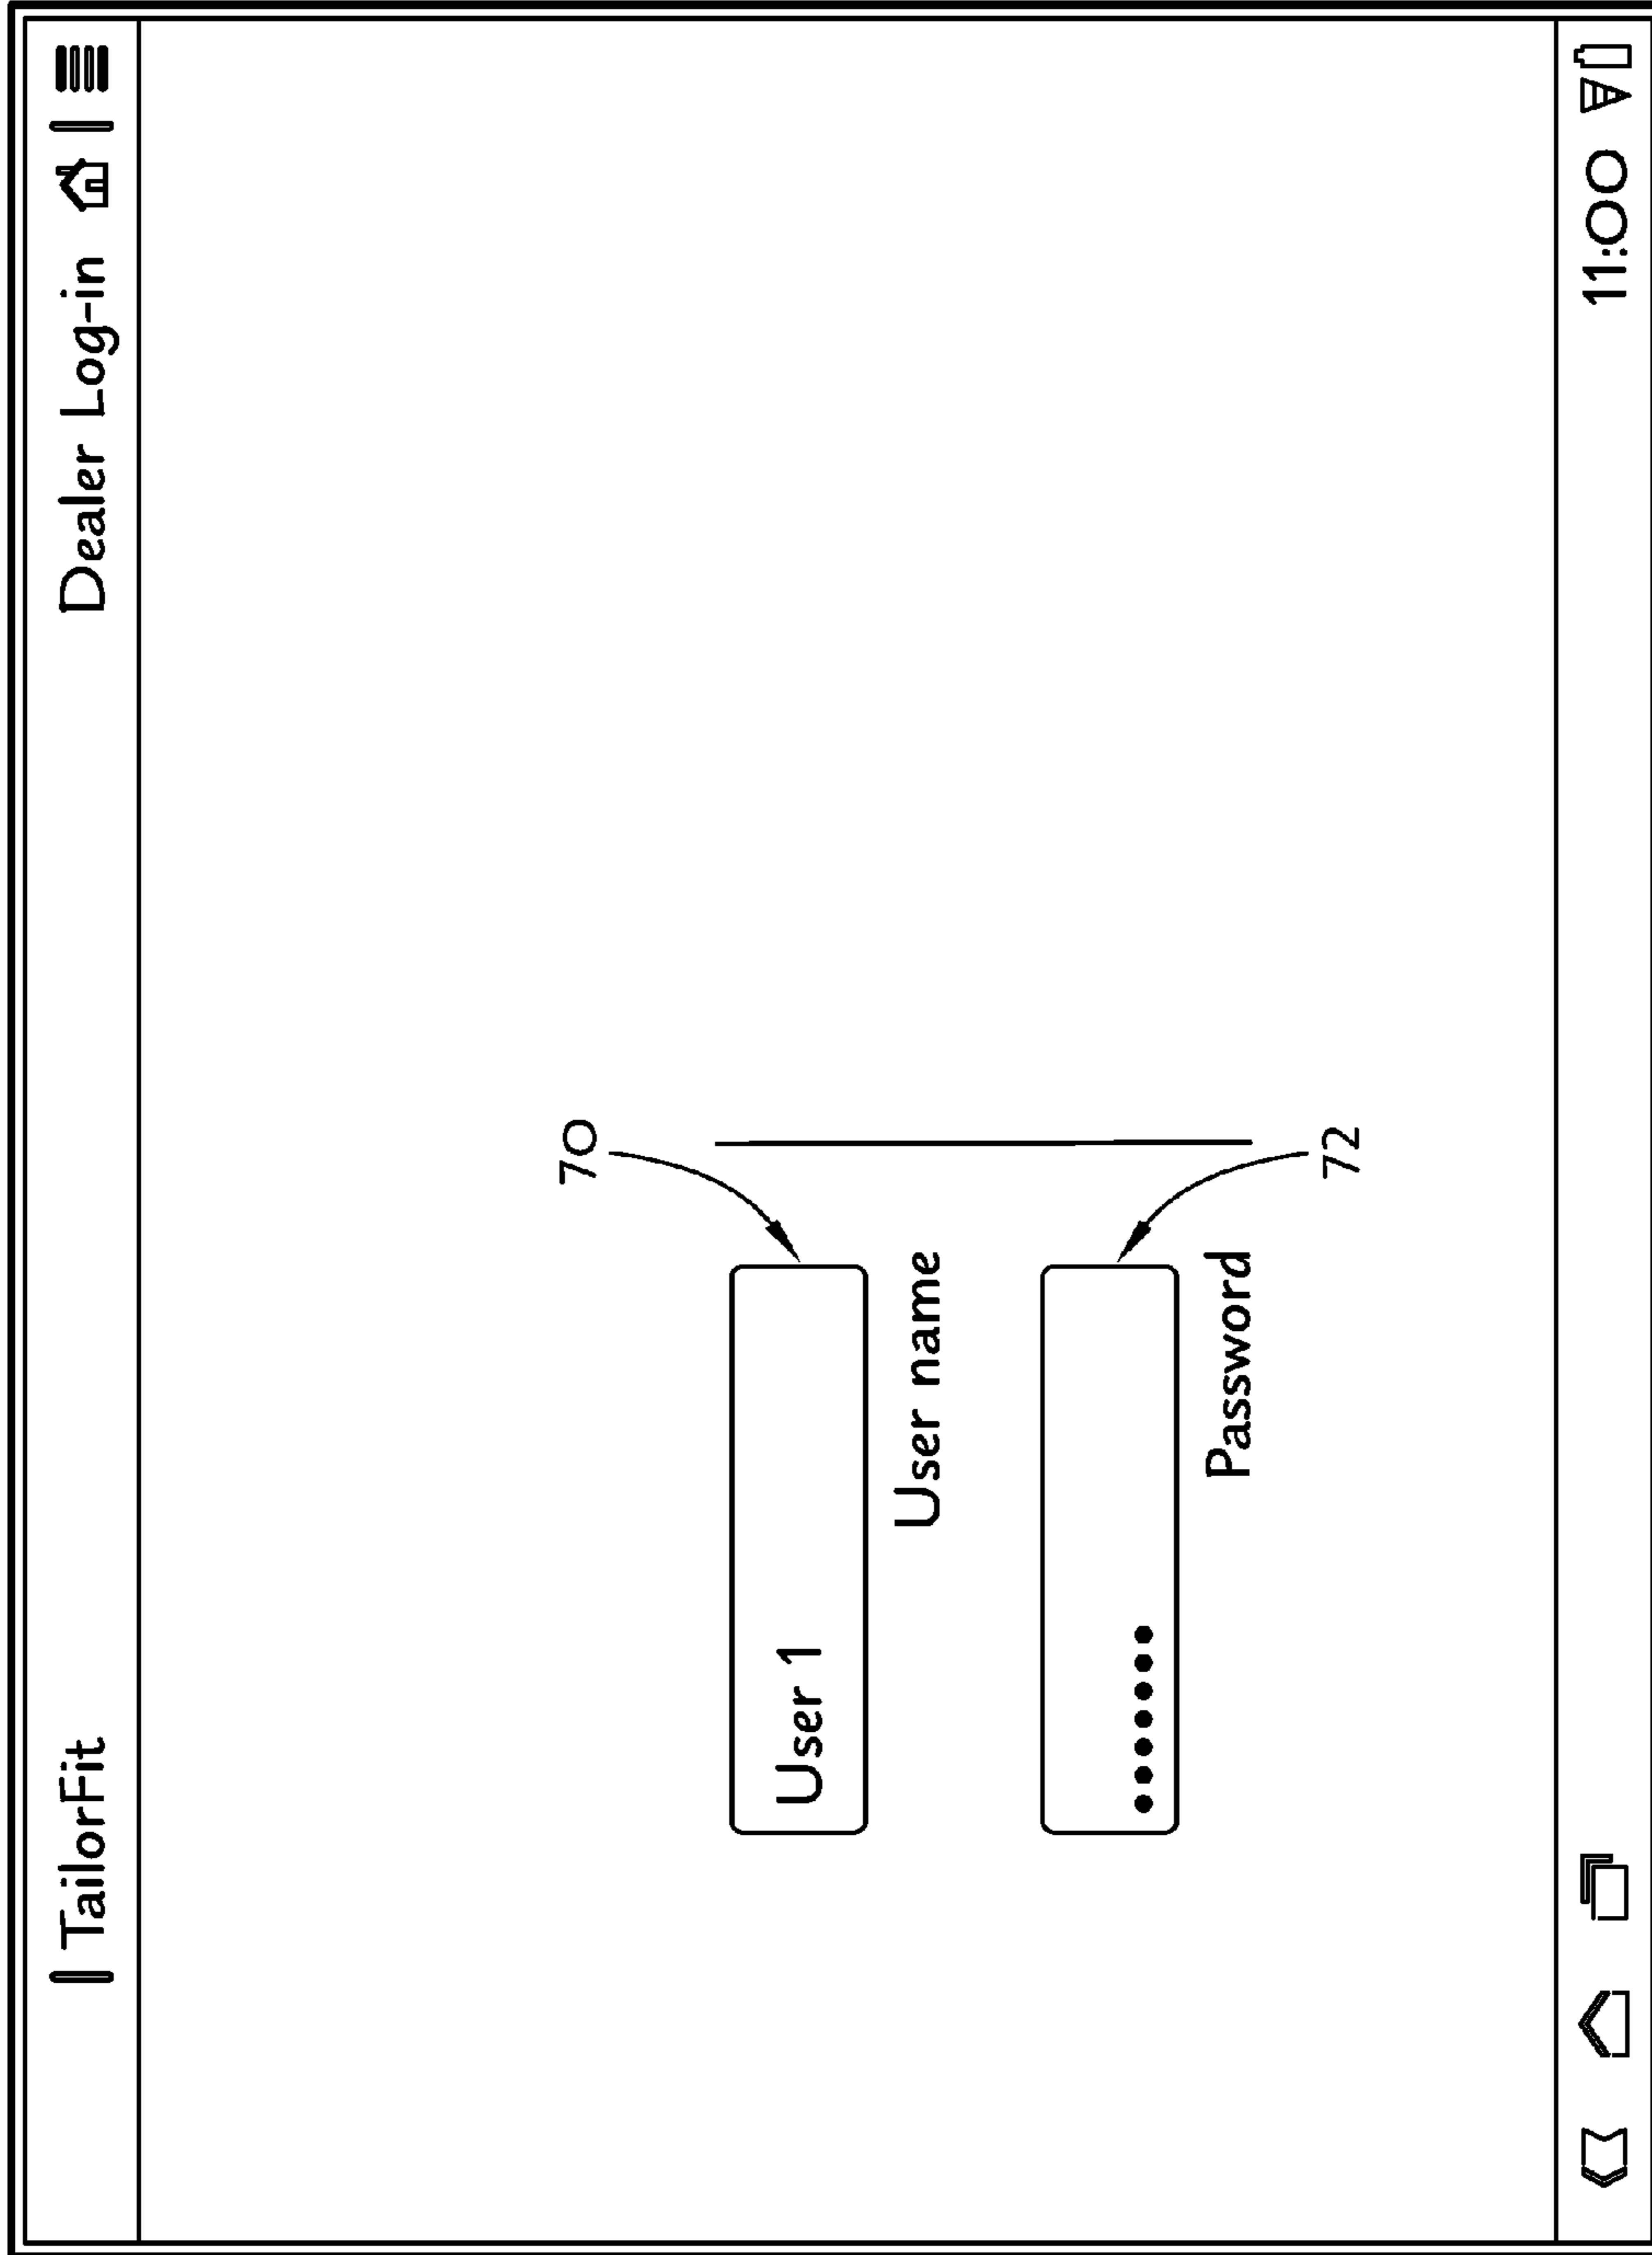 TailorFit
Dealer Log-in
70
User 1
User name
•••••••
Password
72
11:00